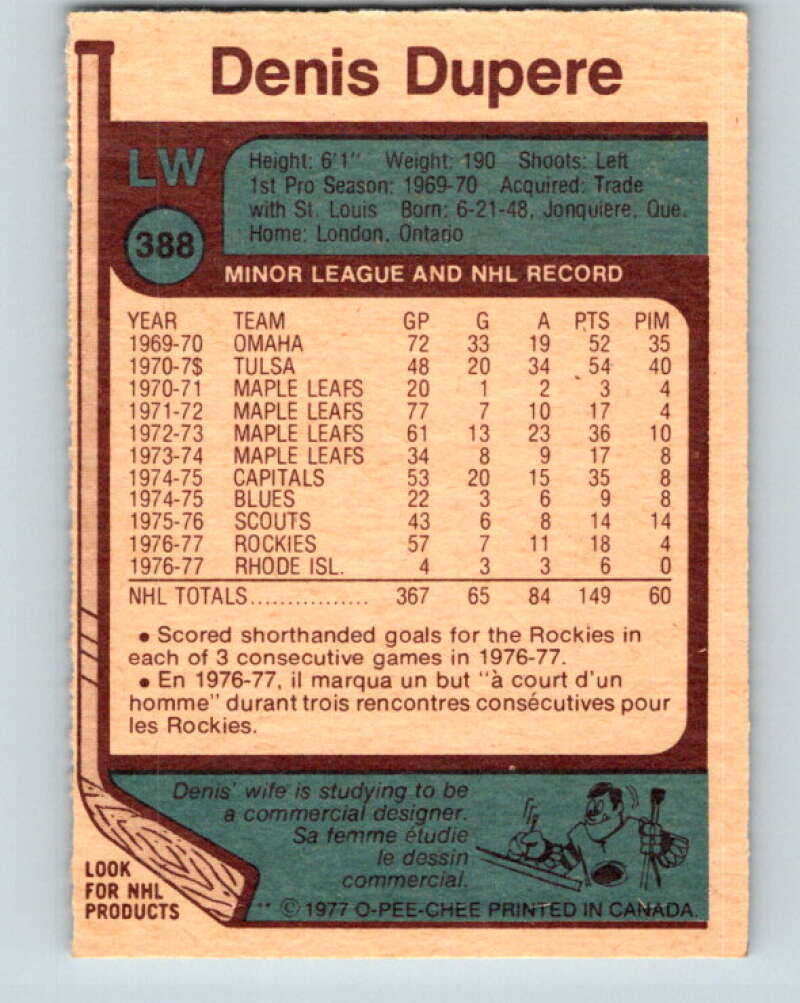 Denis Dupere
LW
388
Height: 6'1" Weight: 190 Shoots: Left
1st Pro Season: 1969-70 Acquired: Trade
with St. Louis Born: 6-21-48, Jonquiere, Que.
Home: London, Ontario
MINOR LEAGUE AND NHL RECORD
YEAR TEAM GP G A PTS PIM
1969-70 OMAHA 72 33 19 52 35
1970-7$ TULSA 48 20 34 54 40
1970-71 MAPLE LEAFS 20 1 2 3 4
1971-72 MAPLE LEAFS 77 7 10 17 4
1972-73 MAPLE LEAFS 61 13 23 36 10
1973-74 MAPLE LEAFS 34 8 9 17 8
1974-75 CAPITALS 53 20 15 35 8
1974-75 BLUES 22 3 6 9 8
1975-76 SCOUTS 43 6 8 14 14
1976-77 ROCKIES 57 7 11 18 4
1976-77 RHODE ISL. 4 3 3 6 0
NHL TOTALS................ 367 65 84 149 60
• Scored shorthanded goals for the Rockies in
each of 3 consecutive games in 1976-77.
• En 1976-77, il marqua un but "à court d'un
homme" durant trois rencontres consécutives pour
les Rockies.
Denis' wife is studying to be
a commercial designer.
Sa femme étudie
le dessin
commercial.
LOOK
FOR NHL
PRODUCTS
** © 1977 O-PEE-CHEE PRINTED IN CANADA.